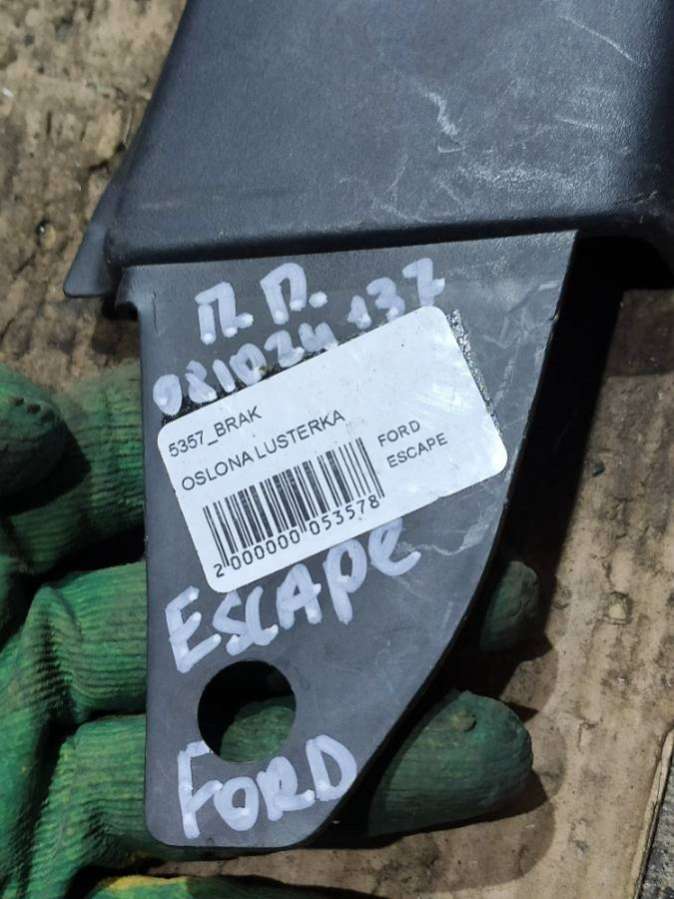 п.п.
081024 137
5357_BRAK
OSLONA LUSTERKA
FORD
ESCAPE
2 000000 053578
ESCAPE
FORD